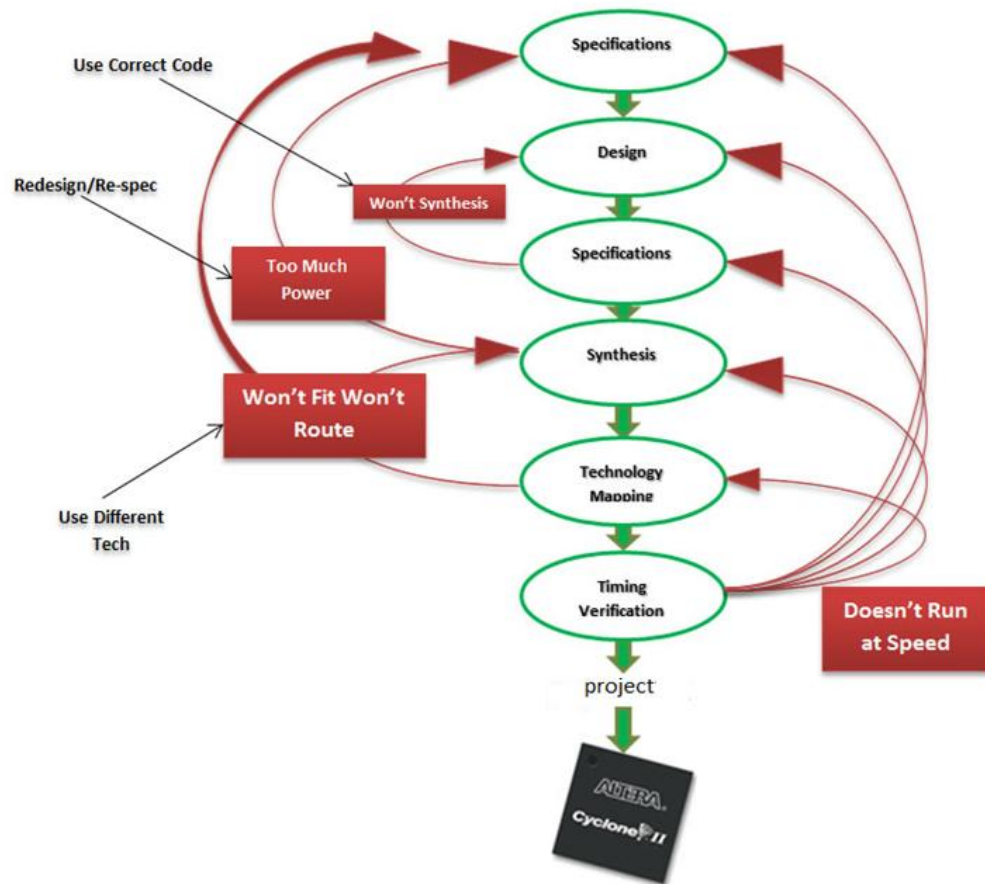 Specifications
Use Correct Code
Design
Redesign/Re-spec
Won't Synthesis
Specifications
Too Much
Power
Synthesis
Won't Fit Won't
Route
Technology
Mapping
Use Different
Tech
Timing
Verification
Doesn't Run
at Speed
project
ALTERA
Cyclone II